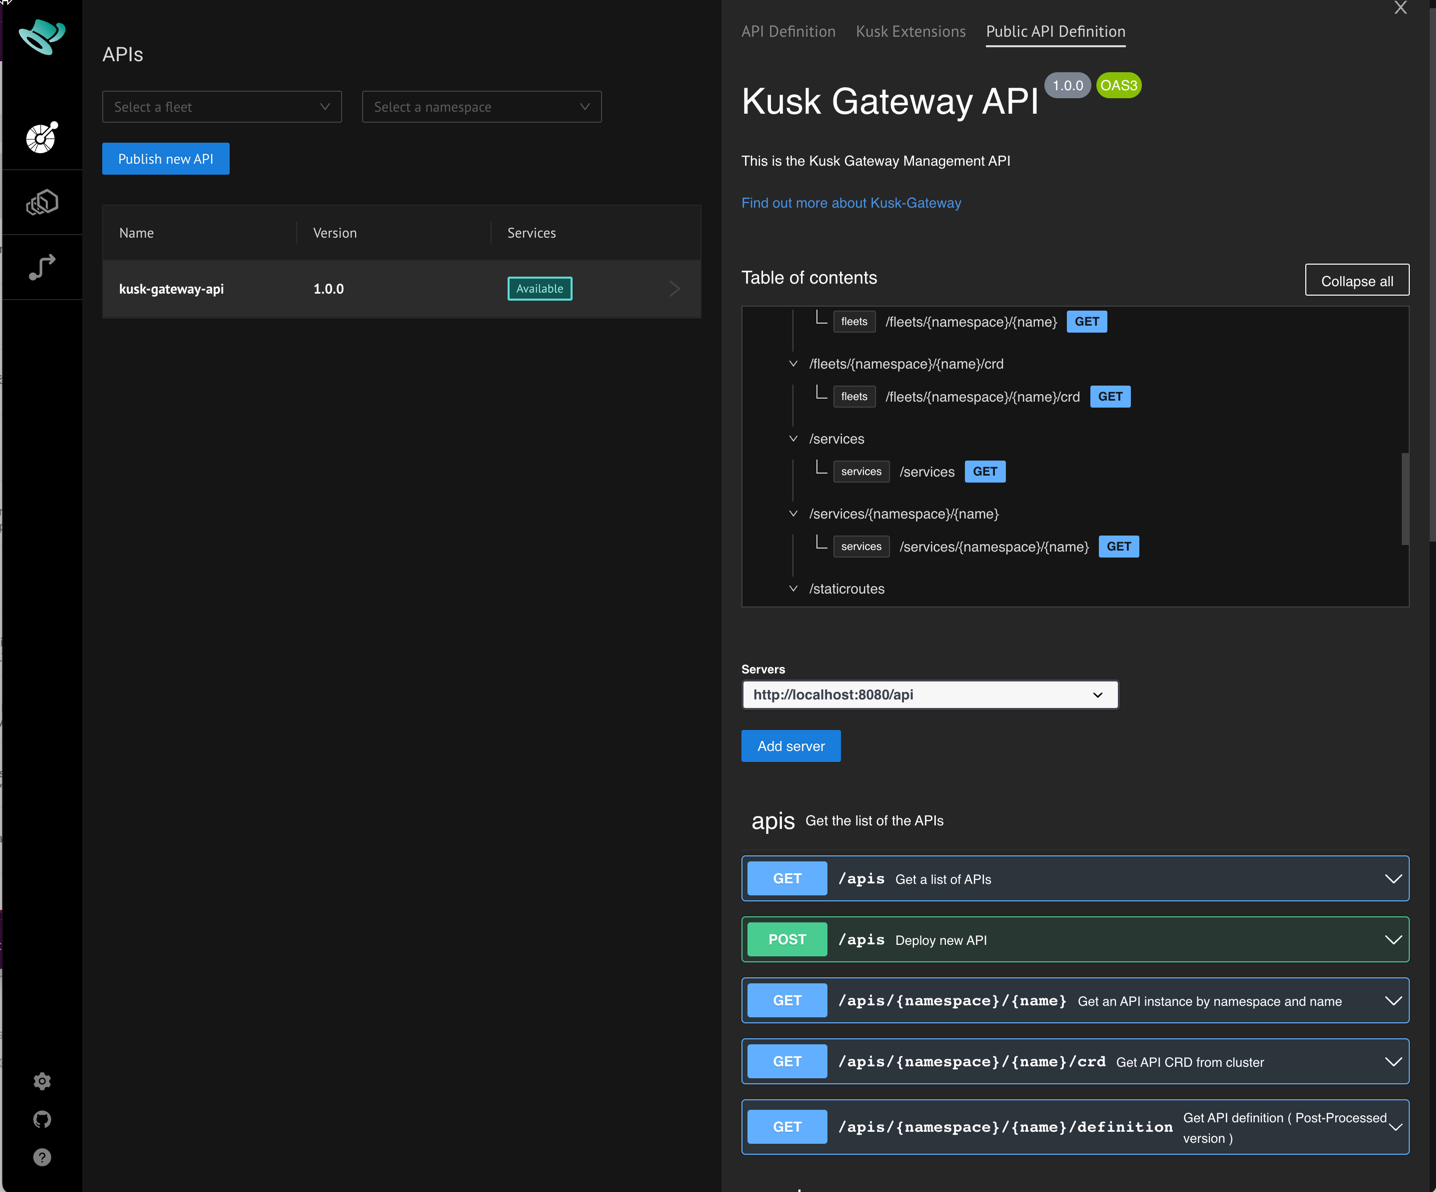 APIs
Select a fleet
Select a namespace
Publish new API
Name Version Services
kusk-gateway-api 1.0.0 Available
API Definition Kusk Extensions Public API Definition
X
Kusk Gateway API 1.0.0 OAS3
This is the Kusk Gateway Management API
Find out more about Kusk-Gateway
Table of contents
Collapse all
fleets /fleets/{namespace}/{name} GET
/fleets/{namespace}/{name}/crd
fleets /fleets/{namespace}/{name}/crd GET
/services
services /services GET
/services/{namespace}/{name}
services /services/{namespace}/{name} GET
/staticroutes
Servers
http://localhost:8080/api
Add server
apis Get the list of the APIs
GET /apis Get a list of APIs
POST /apis Deploy new API
GET /apis/{namespace}/{name} Get an API instance by namespace and name
GET /apis/{namespace}/{name}/crd Get API CRD from cluster
GET /apis/{namespace}/{name}/definition Get API definition ( Post-Processed
version )
?